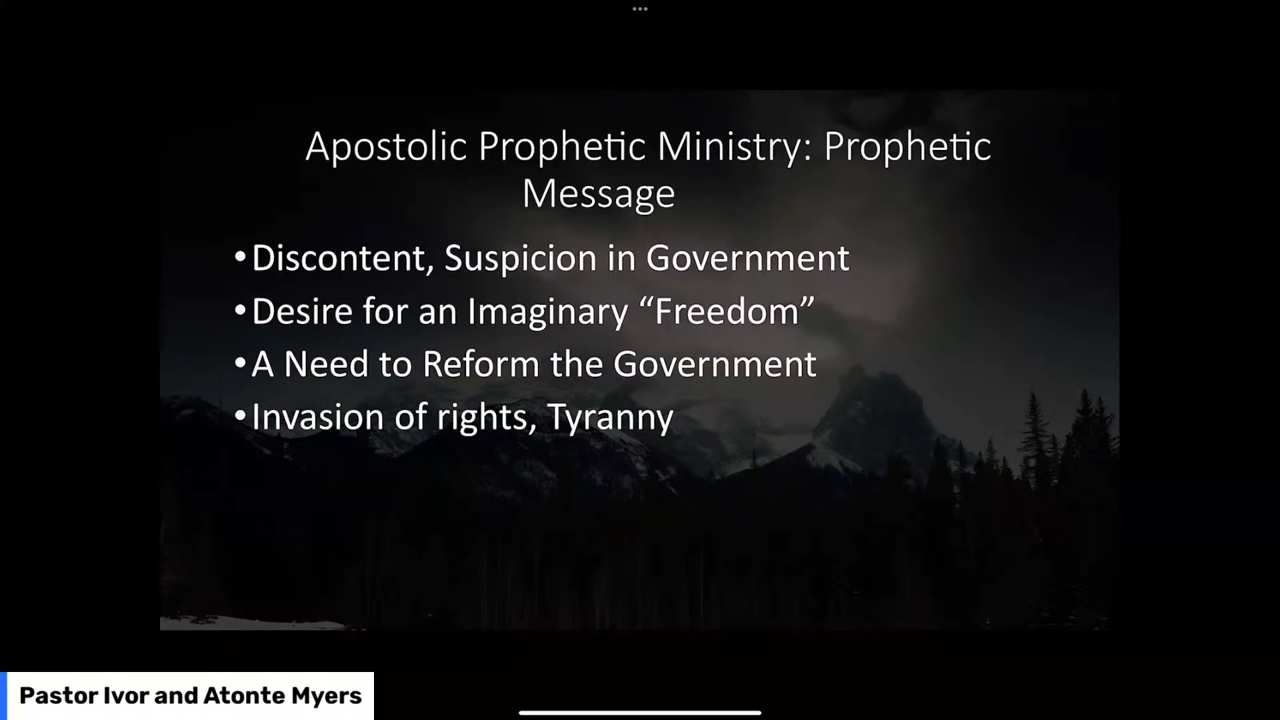 Apostolic Prophetic Ministry: Prophetic
Message
•Discontent, Suspicion in Government
•Desire for an Imaginary “Freedom”
•A Need to Reform the Government
•Invasion of rights, Tyranny
Pastor Ivor and Atonte Myers